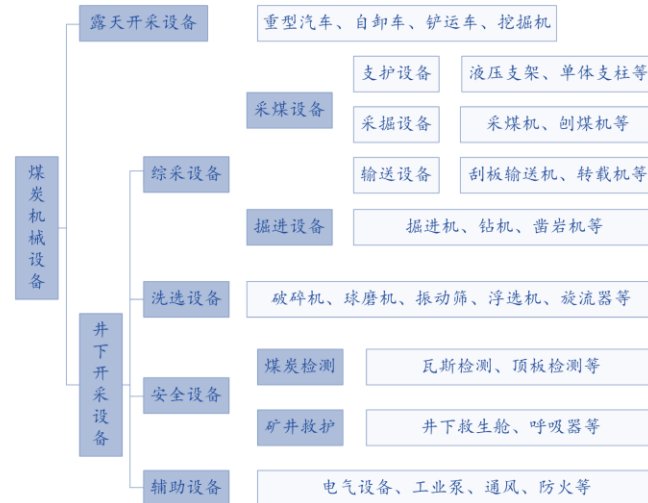 露天开采设备
重型汽车、自卸车、铲运车、挖掘机
支护设备
液压支架、单体支柱等
采煤设备
采掘设备
采煤机、刨煤机等
煤炭机械设备
综采设备
输送设备
刮板输送机、转载机等
掘进设备
掘进机、钻机、凿岩机等
井下开采设备
洗选设备
破碎机、球磨机、振动筛、浮选机、旋流器等
煤炭检测
瓦斯检测、顶板检测等
安全设备
矿井救护
井下救生舱、呼吸器等
辅助设备
电气设备、工业泵、通风、防火等